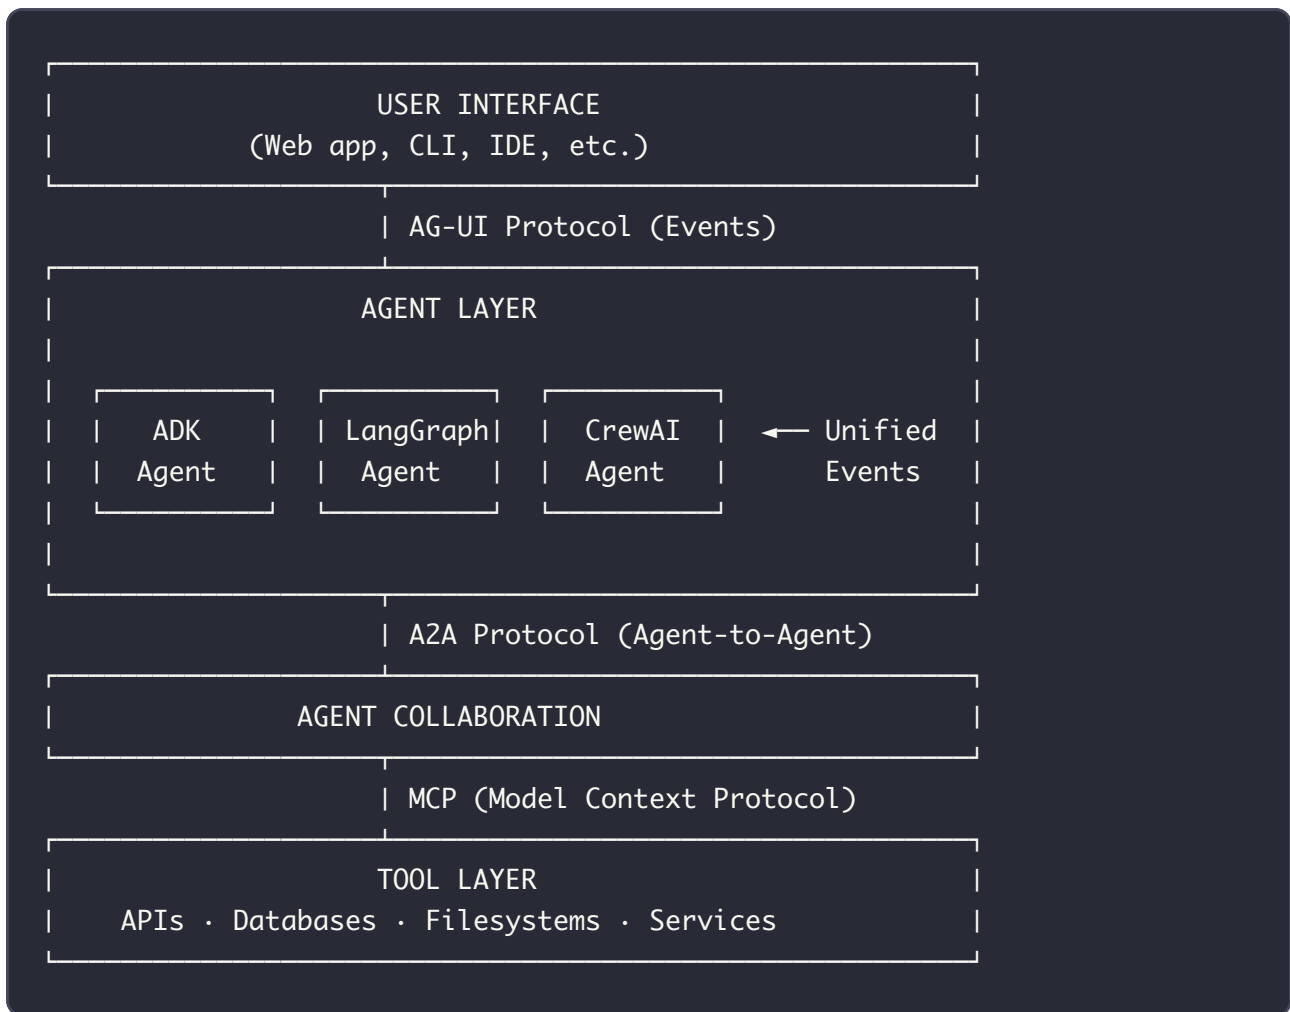 USER INTERFACE
(Web app, CLI, IDE, etc.)
AG-UI Protocol (Events)
AGENT LAYER
ADK LangGraph CrewAI ◄── Unified
Agent Agent Agent Events
A2A Protocol (Agent-to-Agent)
AGENT COLLABORATION
MCP (Model Context Protocol)
TOOL LAYER
APIs · Databases · Filesystems · Services